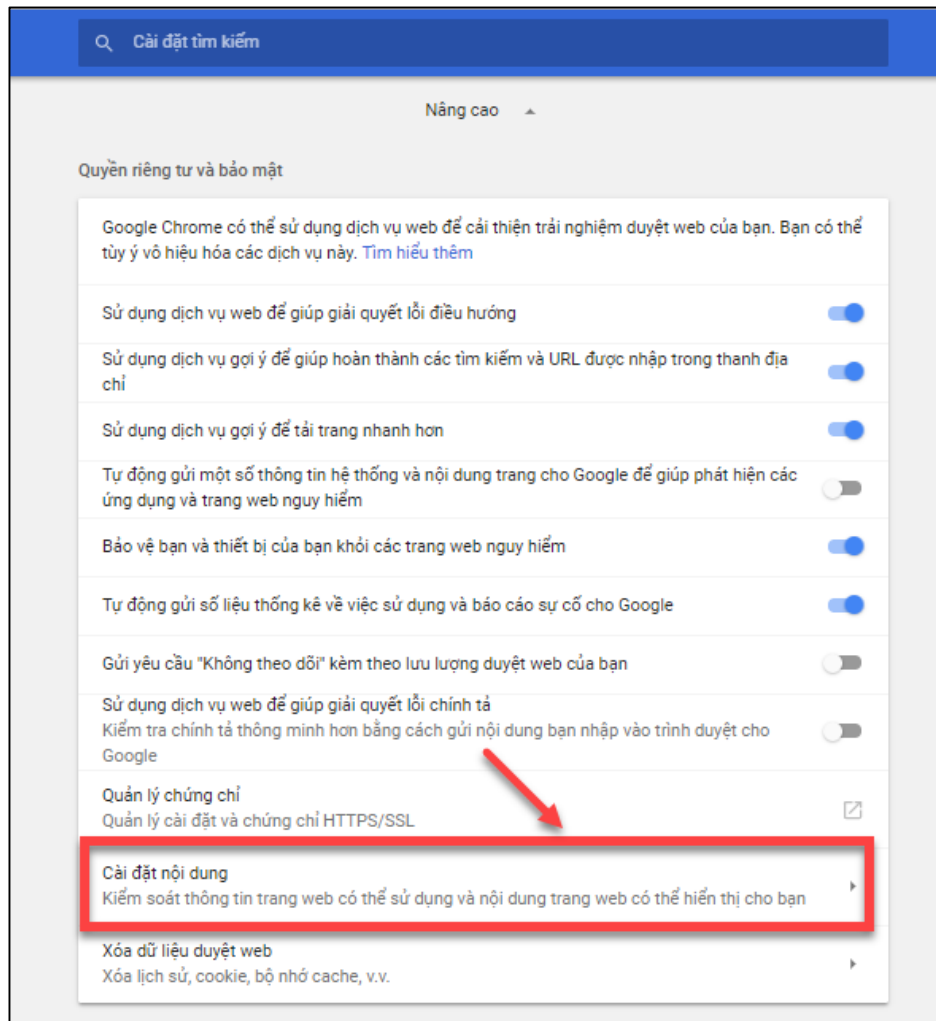 Cài đặt tìm kiếm
Nâng cao
Quyền riêng tư và bảo mật
Google Chrome có thể sử dụng dịch vụ web để cải thiện trải nghiệm duyệt web của bạn. Bạn có thể
tùy ý vô hiệu hóa các dịch vụ này. Tìm hiểu thêm
Sử dụng dịch vụ web để giúp giải quyết lỗi điều hướng
Sử dụng dịch vụ gợi ý để giúp hoàn thành các tìm kiếm và URL được nhập trong thanh địa
chỉ
Sử dụng dịch vụ gợi ý để tải trang nhanh hơn
Tự động gửi một số thông tin hệ thống và nội dung trang cho Google để giúp phát hiện các
ứng dụng và trang web nguy hiểm
Bảo vệ bạn và thiết bị của bạn khỏi các trang web nguy hiểm
Tự động gửi số liệu thống kê về việc sử dụng và báo cáo sự cố cho Google
Gửi yêu cầu "Không theo dõi" kèm theo lưu lượng duyệt web của bạn
Sử dụng dịch vụ web để giúp giải quyết lỗi chính tả
Kiểm tra chính tả thông minh hơn bằng cách gửi nội dung bạn nhập vào trình duyệt cho
Google
Quản lý chứng chỉ
Quản lý cài đặt và chứng chỉ HTTPS/SSL
Cài đặt nội dung
Kiểm soát thông tin trang web có thể sử dụng và nội dung trang web có thể hiển thị cho bạn
Xóa dữ liệu duyệt web
Xóa lịch sử, cookie, bộ nhớ cache, v.v.